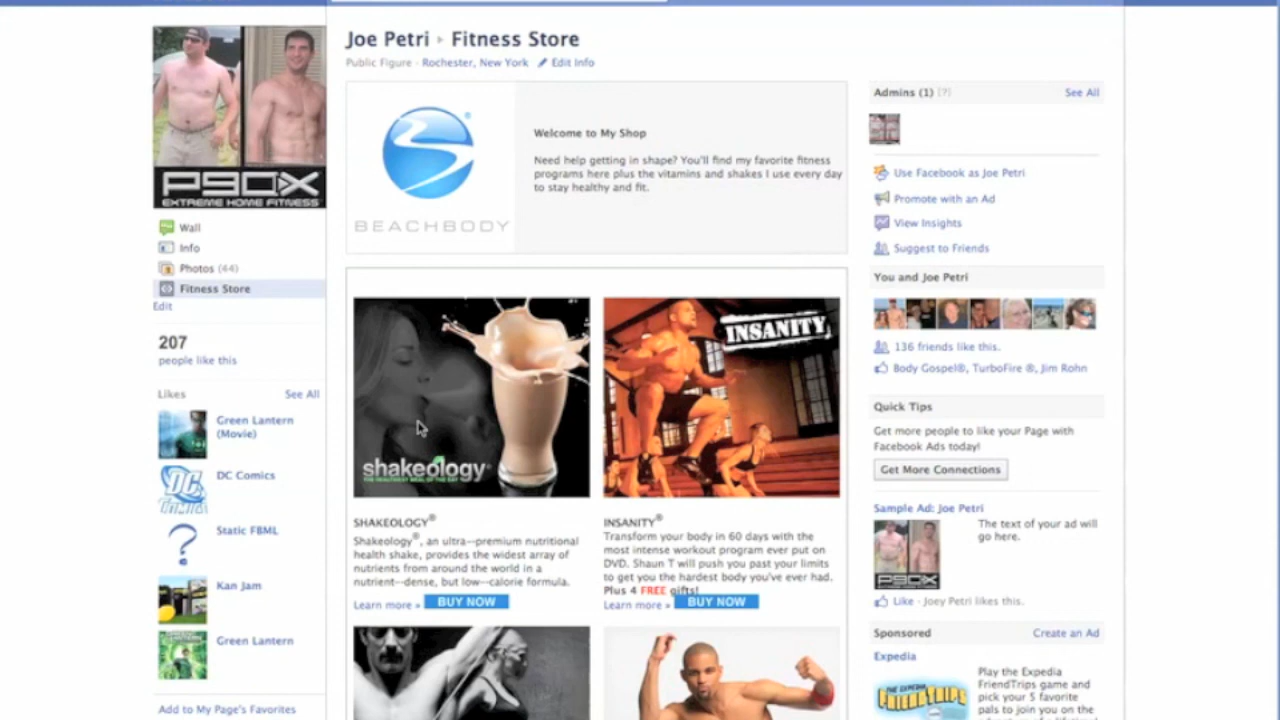 Joe Petri ▸ Fitness Store
Public Figure · Rochester, New York Edit Info
P90X
EXTREME HOME FITNESS
Wall
Info
Photos (44)
Fitness Store
Edit
207
people like this
Likes See All
Green Lantern
(Movie)
DC Comics
Static FBML
Kan Jam
Green Lantern
Add to My Page's Favorites
BEACHBODY
Welcome to My Shop
Need help getting in shape? You'll find my favorite fitness
programs here plus the vitamins and shakes I use every day
to stay healthy and fit.
shakeology
THE HEALTHIEST MEAL OF THE DAY
SHAKEOLOGY®
Shakeology®, an ultra--premium nutritional
health shake, provides the widest array of
nutrients from around the world in a
nutrient--dense, but low--calorie formula.
Learn more » BUY NOW
INSANITY
INSANITY®
Transform your body in 60 days with the
most intense workout program ever put on
DVD. Shaun T will push you past your limits
to get you the hardest body you've ever had.
Plus 4 FREE gifts!
Learn more » BUY NOW
Admins (1) (?) See All
Use Facebook as Joe Petri
Promote with an Ad
View Insights
Suggest to Friends
You and Joe Petri
136 friends like this.
Body Gospel®, TurboFire ®, Jim Rohn
Quick Tips
Get more people to like your Page with
Facebook Ads today!
Get More Connections
Sample Ad: Joe Petri
The text of your ad will
go here.
P90X
Like · Joey Petri likes this.
Sponsored Create an Ad
Expedia
THE EXPEDIA
FRIENDTRIPS
Play the Expedia
FriendTrips game and
pick your 5 favorite
pals to join you on the